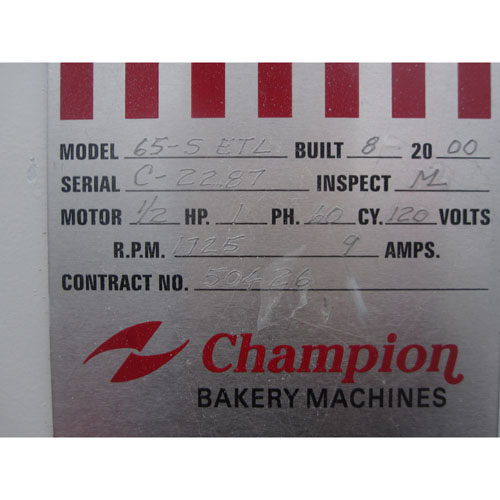 MODEL 65-S ETL BUILT 8 20 00
SERIAL C-2287 INSPECT M
MOTOR 1/2 HP. 1 PH. 60 CY. 120 VOLTS
R.P.M. 1725 9 AMPS.
CONTRACT NO. 50426
Champion
BAKERY MACHINES